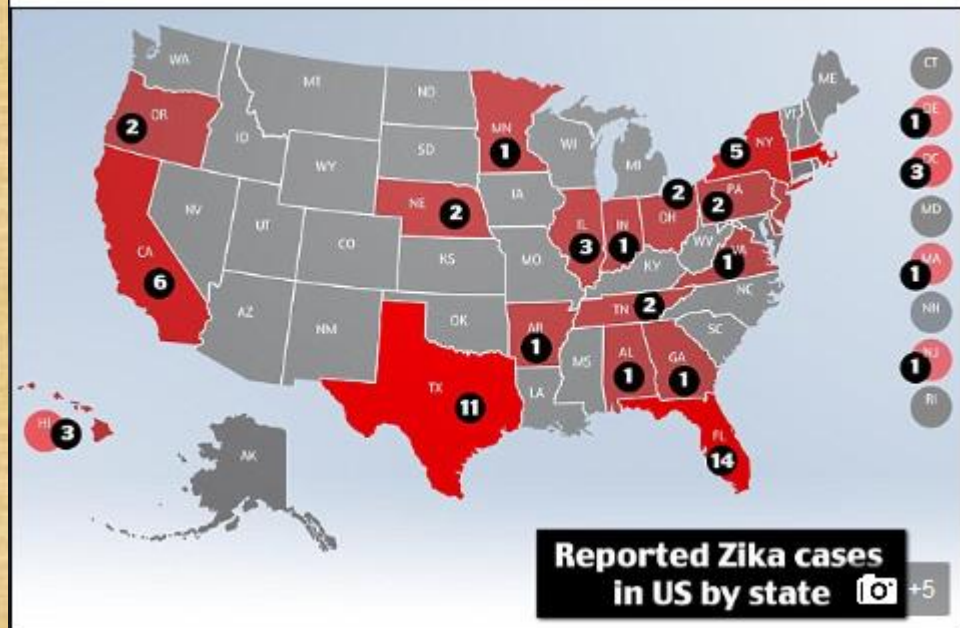 WA
MT
ND
MN
1
OR
2
ID
SD
WI
MI
ME
VT
NY
5
CT
DE
1
DC
3
MD
MA
1
NH
NJ
1
RI
WY
IA
NE
2
IL
3
IN
1
OH
2
PA
2
NV
UT
CO
KS
MO
KY
WV
VA
1
CA
6
AZ
NM
OK
AR
1
TN
2
NC
SC
MS
AL
1
GA
1
TX
11
LA
FL
14
HI
3
AK
Reported Zika cases
in US by state
+5